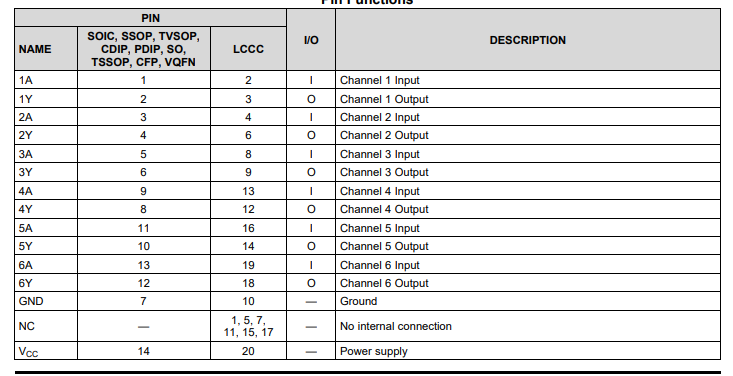 Pin Functions
PIN
NAME
SOIC, SSOP, TVSOP,
CDIP, PDIP, SO,
TSSOP, CFP, VQFN
LCCC
I/O
DESCRIPTION
1A 1 2 I Channel 1 Input
1Y 2 3 O Channel 1 Output
2A 3 4 I Channel 2 Input
2Y 4 6 O Channel 2 Output
3A 5 8 I Channel 3 Input
3Y 6 9 O Channel 3 Output
4A 9 13 I Channel 4 Input
4Y 8 12 O Channel 4 Output
5A 11 16 I Channel 5 Input
5Y 10 14 O Channel 5 Output
6A 13 19 I Channel 6 Input
6Y 12 18 O Channel 6 Output
GND 7 10 — Ground
NC — 1, 5, 7,
11, 15, 17 — No internal connection
VCC 14 20 — Power supply